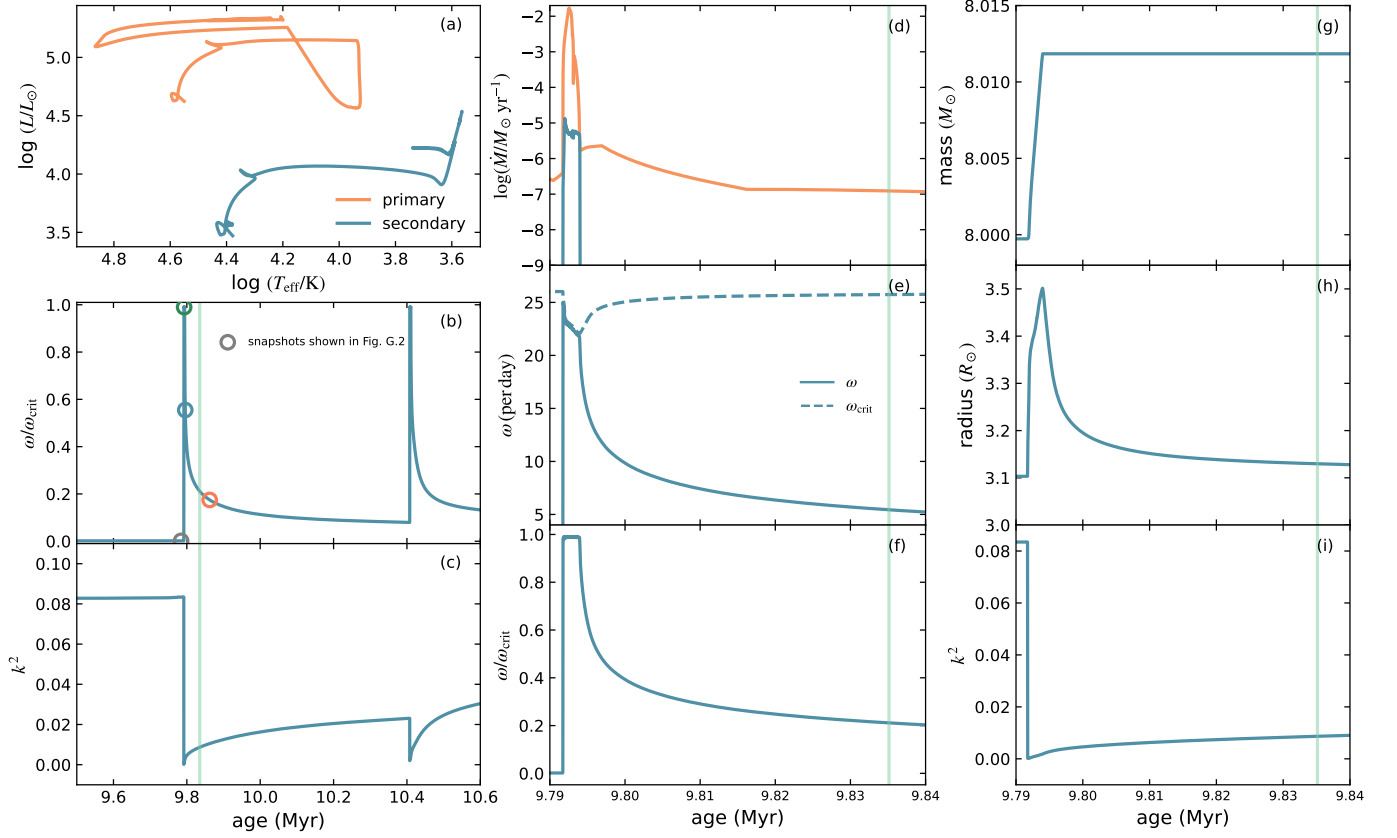 (a)
log (L/L⊙)
5.0
4.5
4.0
3.5
primary
secondary
4.8 4.6 4.4 4.2 4.0 3.8 3.6
log (T_eff/K)
(b)
ω/ω_crit
1.0
0.8
0.6
0.4
0.2
0.0
snapshots shown in Fig. G.2
(c)
k²
0.10
0.08
0.06
0.04
0.02
0.00
9.6 9.8 10.0 10.2 10.4 10.6
age (Myr)
(d)
log(Ṁ/M⊙ yr⁻¹)
−2
−3
−4
−5
−6
−7
−8
−9
(e)
ω (per day)
25
20
15
10
5
ω
ω_crit
(f)
ω/ω_crit
1.0
0.8
0.6
0.4
0.2
0.0
9.79 9.80 9.81 9.82 9.83 9.84
age (Myr)
(g)
mass (M⊙)
8.015
8.010
8.005
8.000
(h)
radius (R⊙)
3.5
3.4
3.3
3.2
3.1
3.0
(i)
k²
0.08
0.06
0.04
0.02
0.00
9.79 9.80 9.81 9.82 9.83 9.84
age (Myr)